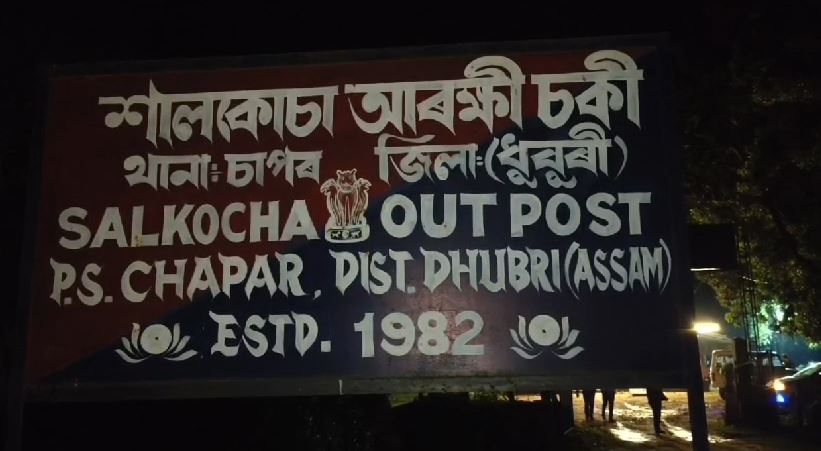 শালকোচা আৰক্ষী চকী
থানা:চাপৰ জিলা:(ধুবুৰী)
SALKOCHA OUT POST
P.S. CHAPAR, DIST. DHUBRI(ASSAM)
ESTD. 1982